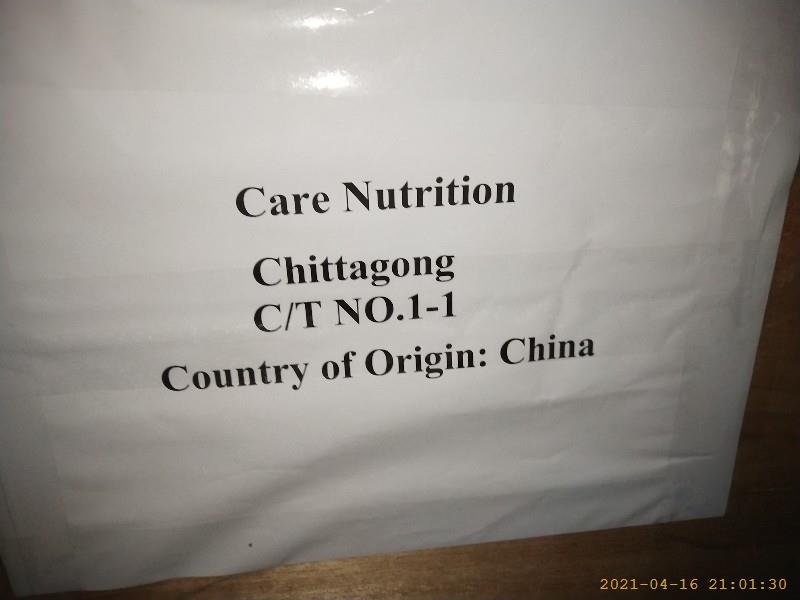 Care Nutrition
Chittagong
C/T NO.1-1
Country of Origin: China
2021-04-16 21:01:30